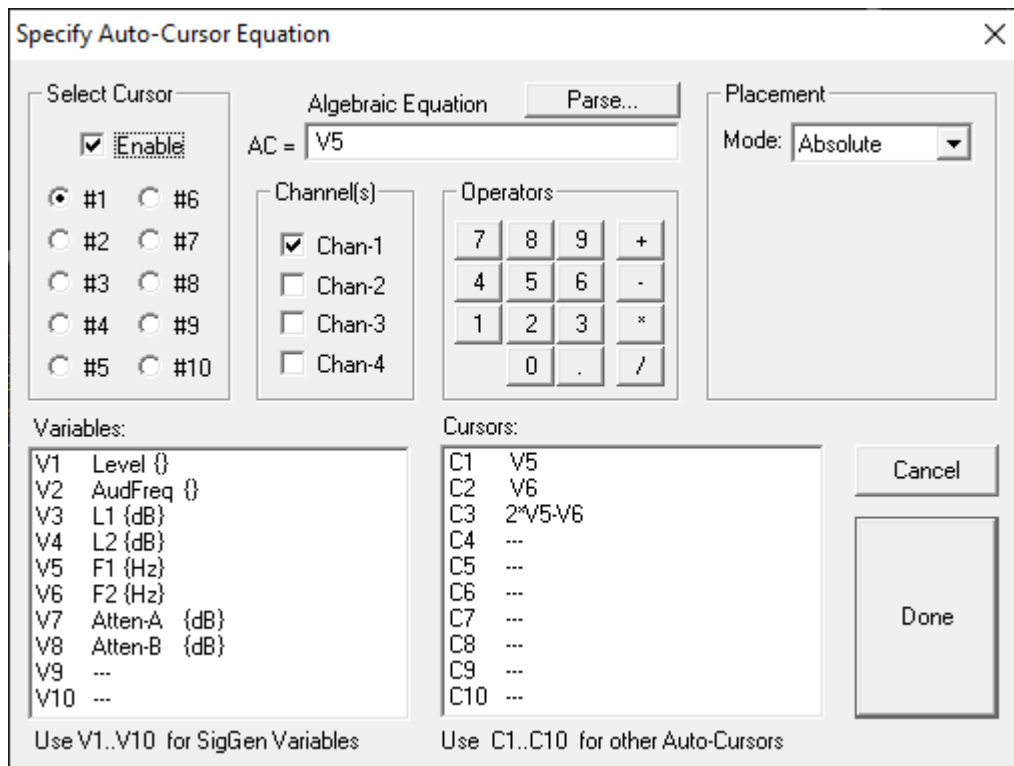 Specify Auto-Cursor Equation
Select Cursor
Enable
#1 #6
#2 #7
#3 #8
#4 #9
#5 #10
Algebraic Equation Parse...
AC = V5
Channel(s)
Chan-1
Chan-2
Chan-3
Chan-4
Operators
7 8 9 +
4 5 6 -
1 2 3 *
0 . /
Placement
Mode: Absolute
Variables:
V1 Level {}
V2 AudFreq {}
V3 L1 {dB}
V4 L2 {dB}
V5 F1 {Hz}
V6 F2 {Hz}
V7 Atten-A {dB}
V8 Atten-B {dB}
V9 ---
V10 ---
Use V1..V10 for SigGen Variables
Cursors:
C1 V5
C2 V6
C3 2*V5-V6
C4 ---
C5 ---
C6 ---
C7 ---
C8 ---
C9 ---
C10 ---
Use C1..C10 for other Auto-Cursors
Cancel
Done